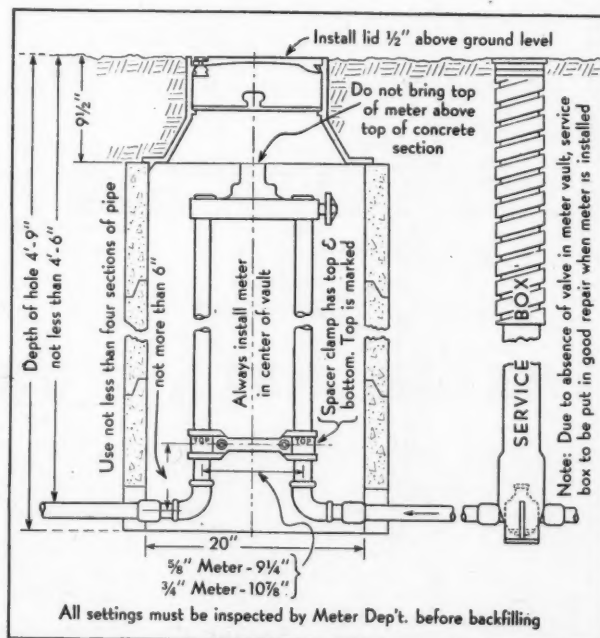 Install lid ½" above ground level
Do not bring top
of meter above
top of concrete
section
9½"
Depth of hole 4'-9"
not less than 4'-6"
Use not less than four sections of pipe
not more than 6"
Always install meter
in center of vault
Spacer clamp has top &
bottom. Top is marked
TOP
TOP
SERVICE
BOX
Note: Due to absence of valve in meter vault, service
box to be put in good repair when meter is installed
20"
⅝" Meter - 9¼"
¾" Meter - 10⅞"
All settings must be inspected by Meter Dep't. before backfilling